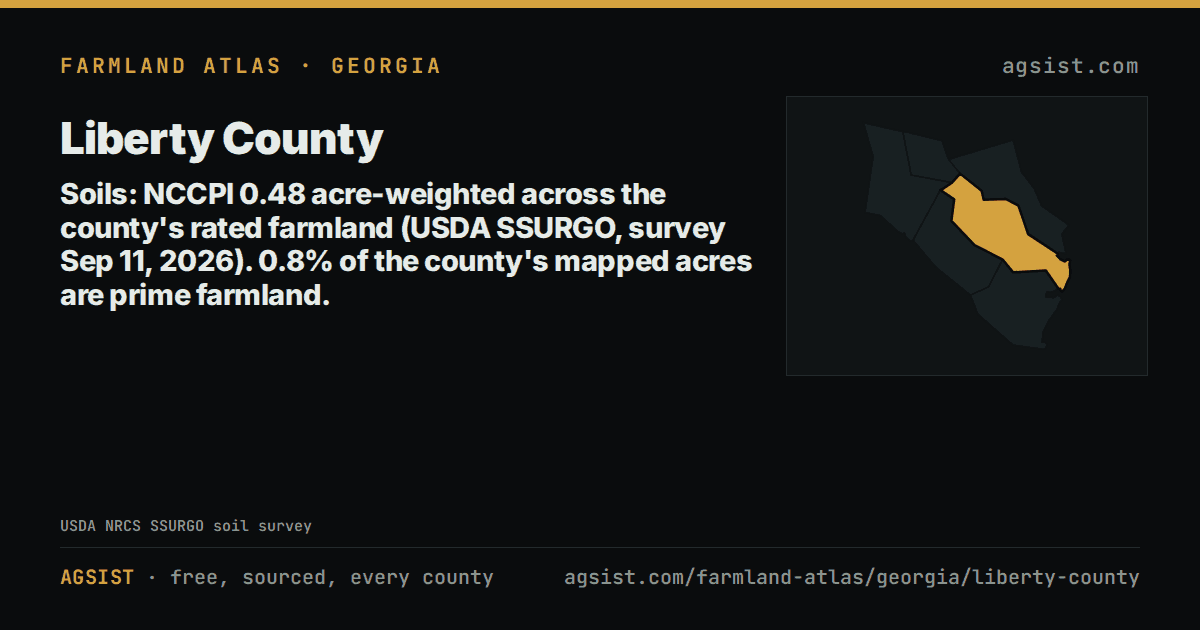 FARMLAND ATLAS · GEORGIA
agsist.com
Liberty County
Soils: NCCPI 0.48 acre-weighted across the
county's rated farmland (USDA SSURGO, survey
Sep 11, 2026). 0.8% of the county's mapped acres
are prime farmland.
USDA NRCS SSURGO soil survey
AGSIST · free, sourced, every county
agsist.com/farmland-atlas/georgia/liberty-county